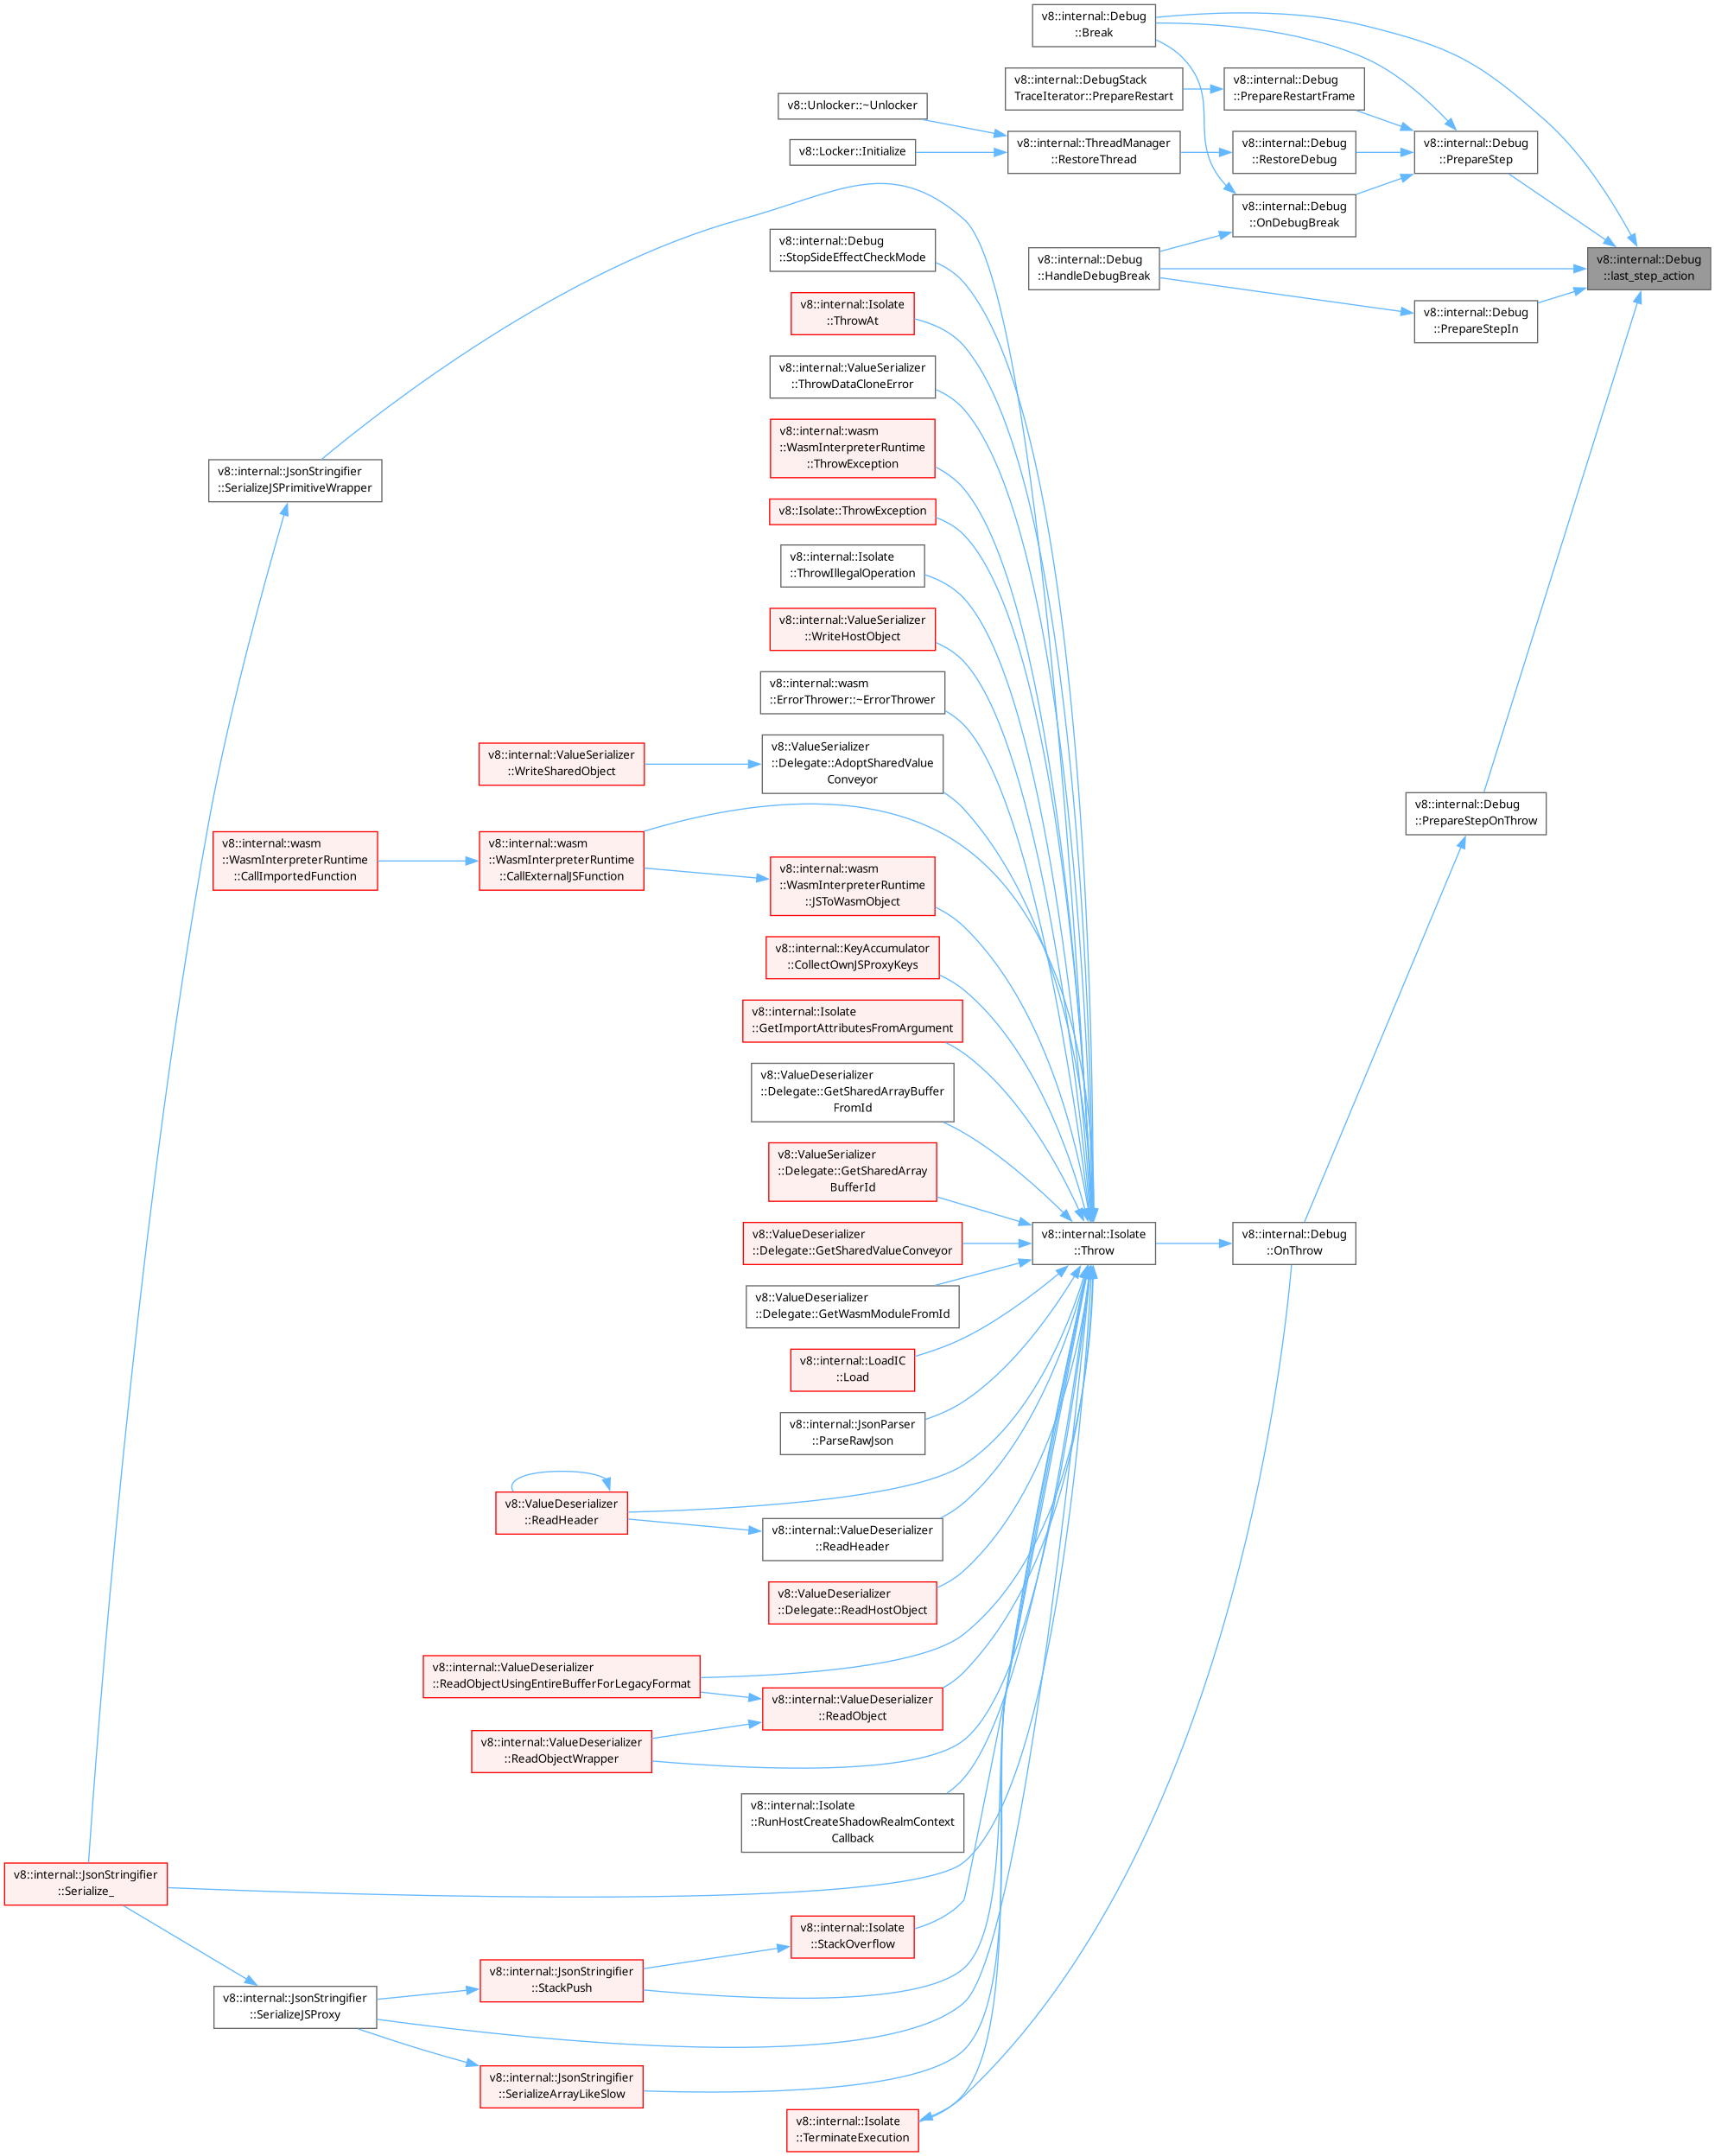 v8::internal::Debug
::Break
v8::internal::DebugStack
TraceIterator::PrepareRestart
v8::internal::Debug
::PrepareRestartFrame
v8::Unlocker::~Unlocker
v8::Locker::Initialize
v8::internal::ThreadManager
::RestoreThread
v8::internal::Debug
::RestoreDebug
v8::internal::Debug
::PrepareStep
v8::internal::Debug
::OnDebugBreak
v8::internal::Debug
::HandleDebugBreak
v8::internal::Debug
::last_step_action
v8::internal::Debug
::PrepareStepIn
v8::internal::Debug
::StopSideEffectCheckMode
v8::internal::Isolate
::ThrowAt
v8::internal::ValueSerializer
::ThrowDataCloneError
v8::internal::wasm
::WasmInterpreterRuntime
::ThrowException
v8::internal::JsonStringifier
::SerializeJSPrimitiveWrapper
v8::Isolate::ThrowException
v8::internal::Isolate
::ThrowIllegalOperation
v8::internal::ValueSerializer
::WriteHostObject
v8::internal::wasm
::ErrorThrower::~ErrorThrower
v8::internal::ValueSerializer
::WriteSharedObject
v8::ValueSerializer
::Delegate::AdoptSharedValue
Conveyor
v8::internal::Debug
::PrepareStepOnThrow
v8::internal::wasm
::WasmInterpreterRuntime
::CallImportedFunction
v8::internal::wasm
::WasmInterpreterRuntime
::CallExternalJSFunction
v8::internal::wasm
::WasmInterpreterRuntime
::JSToWasmObject
v8::internal::KeyAccumulator
::CollectOwnJSProxyKeys
v8::internal::Isolate
::GetImportAttributesFromArgument
v8::ValueDeserializer
::Delegate::GetSharedArrayBuffer
FromId
v8::ValueSerializer
::Delegate::GetSharedArray
BufferId
v8::ValueDeserializer
::Delegate::GetSharedValueConveyor
v8::internal::Isolate
::Throw
v8::internal::Debug
::OnThrow
v8::ValueDeserializer
::Delegate::GetWasmModuleFromId
v8::internal::LoadIC
::Load
v8::internal::JsonParser
::ParseRawJson
v8::ValueDeserializer
::ReadHeader
v8::internal::ValueDeserializer
::ReadHeader
v8::ValueDeserializer
::Delegate::ReadHostObject
v8::internal::ValueDeserializer
::ReadObjectUsingEntireBufferForLegacyFormat
v8::internal::ValueDeserializer
::ReadObject
v8::internal::ValueDeserializer
::ReadObjectWrapper
v8::internal::Isolate
::RunHostCreateShadowRealmContext
Callback
v8::internal::JsonStringifier
::Serialize_
v8::internal::Isolate
::StackOverflow
v8::internal::JsonStringifier
::StackPush
v8::internal::JsonStringifier
::SerializeJSProxy
v8::internal::JsonStringifier
::SerializeArrayLikeSlow
v8::internal::Isolate
::TerminateExecution